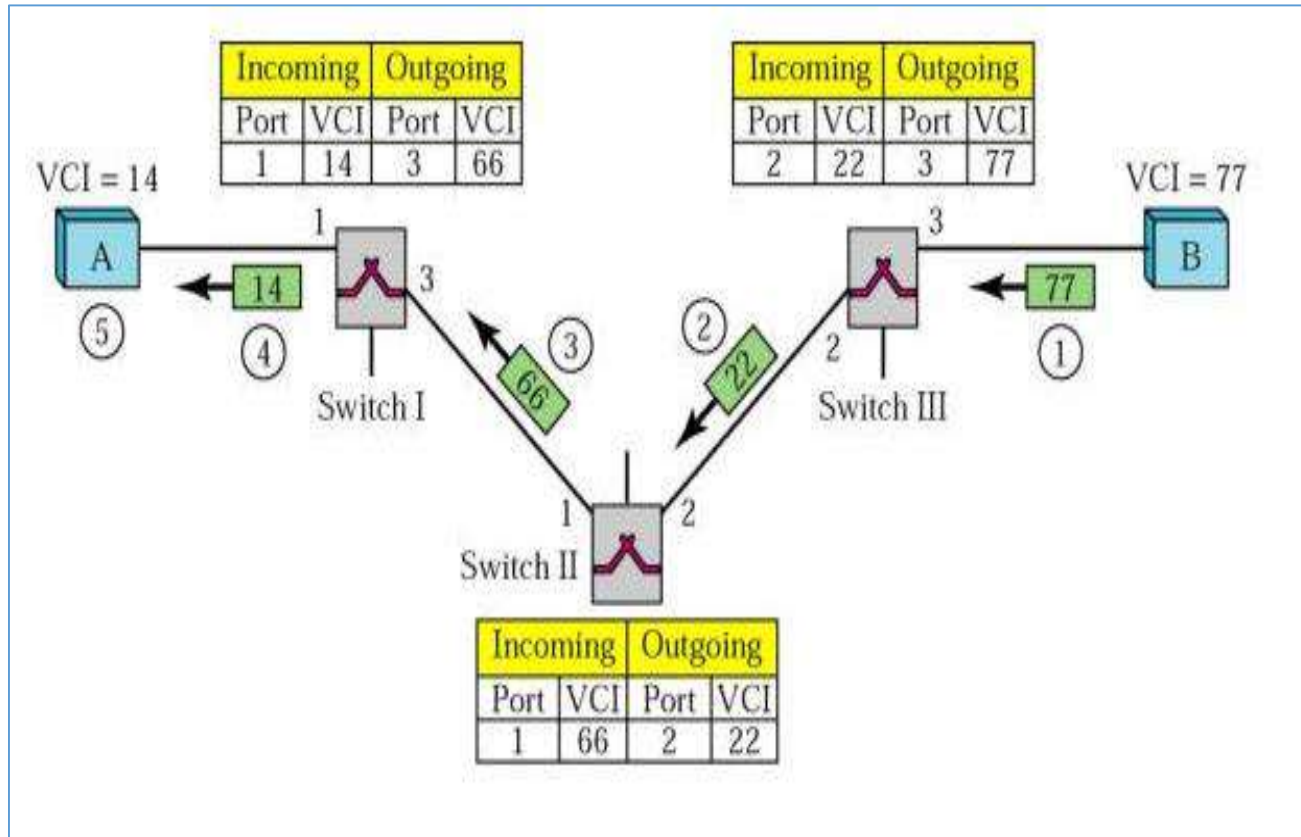 Incoming Outgoing
Port VCI Port VCI
1 14 3 66
Incoming Outgoing
Port VCI Port VCI
2 22 3 77
VCI = 14
VCI = 77
A
1
3
14
5
4
Switch I
66
3
2
22
3
2
77
1
B
Switch III
1
2
Switch II
Incoming Outgoing
Port VCI Port VCI
1 66 2 22